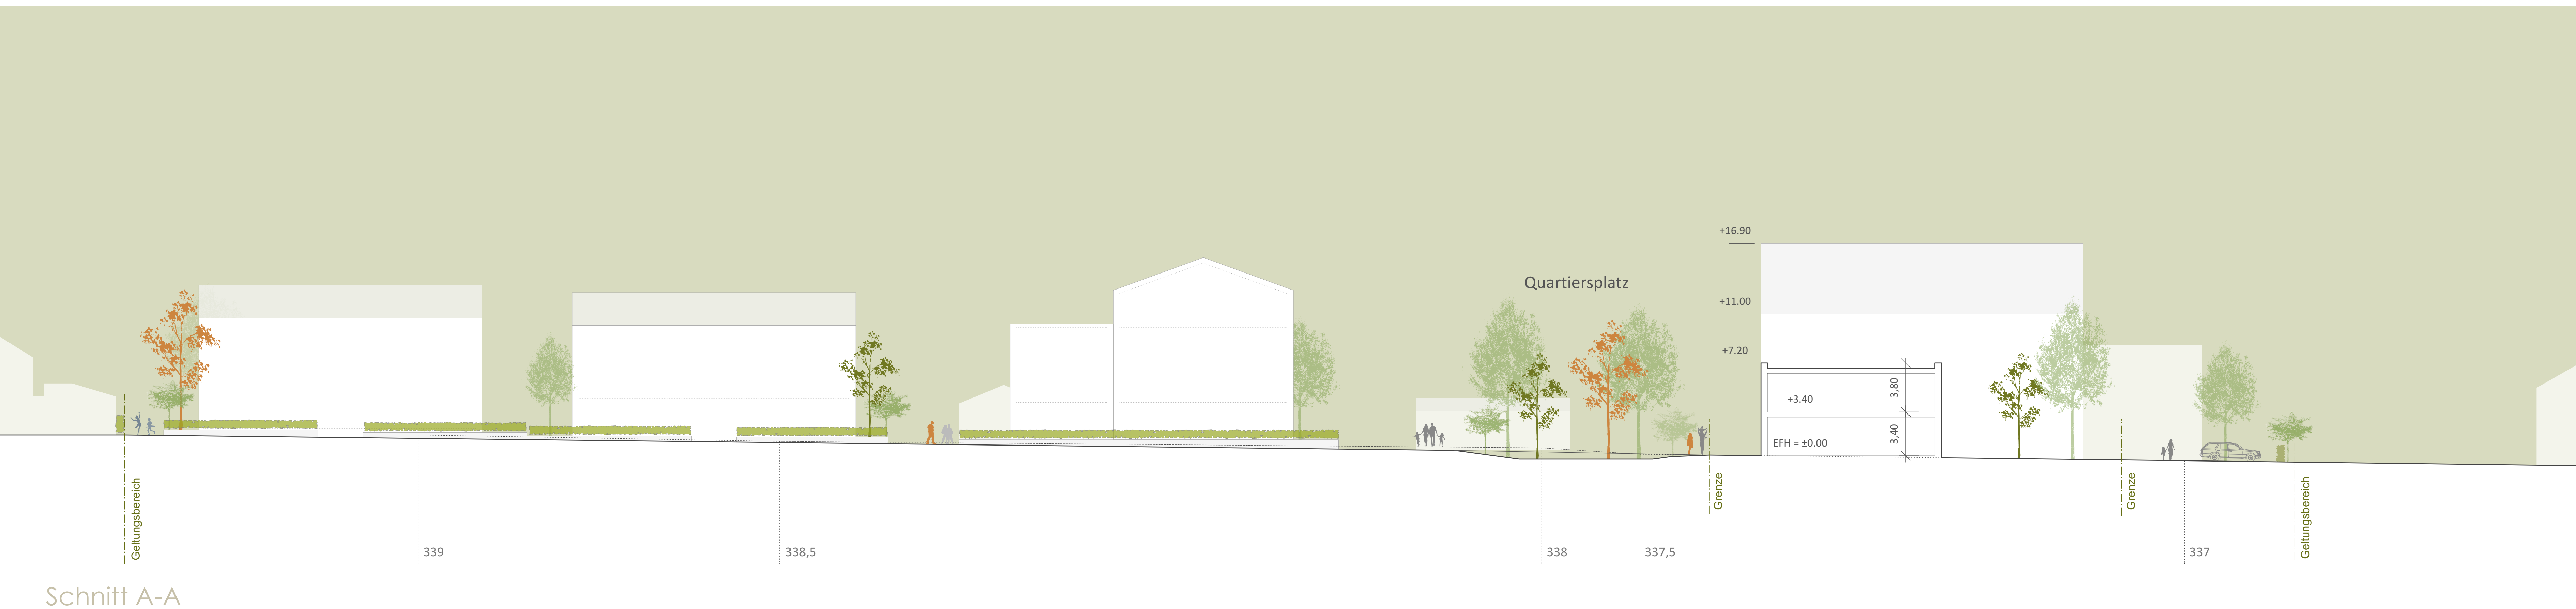 +16.90
Quartiersplatz
+11.00
+7.20
3,80
+3.40
3,40
EFH = ±0.00
Geltungsbereich
Grenze
Grenze
Geltungsbereich
339
338,5
338
337,5
337
Schnitt A-A